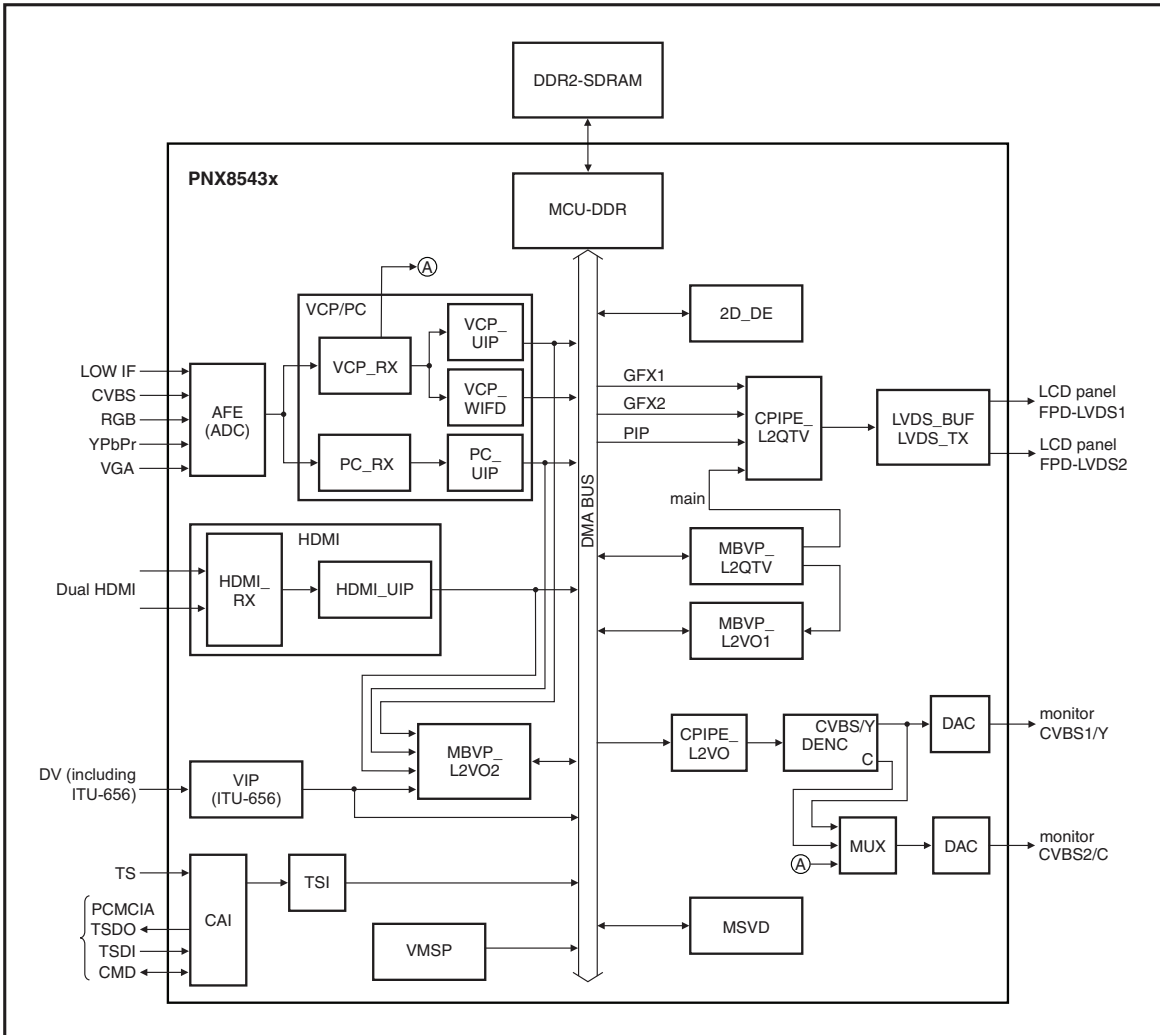 DDR2-SDRAM
PNX8543x
MCU-DDR
A
VCP/PC
VCP_
UIP
VCP_RX
VCP_
WIFD
PC_RX
PC_
UIP
LOW IF
CVBS
RGB
YPbPr
VGA
AFE
(ADC)
2D_DE
GFX1
GFX2
PIP
main
CPIPE_
L2QTV
LVDS_BUF
LVDS_TX
LCD panel
FPD-LVDS1
LCD panel
FPD-LVDS2
DMA BUS
HDMI
Dual HDMI
HDMI_
RX
HDMI_UIP
MBVP_
L2QTV
MBVP_
L2VO1
MBVP_
L2VO2
DV (including
ITU-656)
VIP
(ITU-656)
CPIPE_
L2VO
CVBS/Y
DENC
C
DAC
monitor
CVBS1/Y
A
MUX
DAC
monitor
CVBS2/C
TS
PCMCIA
TSDO
TSDI
CMD
CAI
TSI
VMSP
MSVD